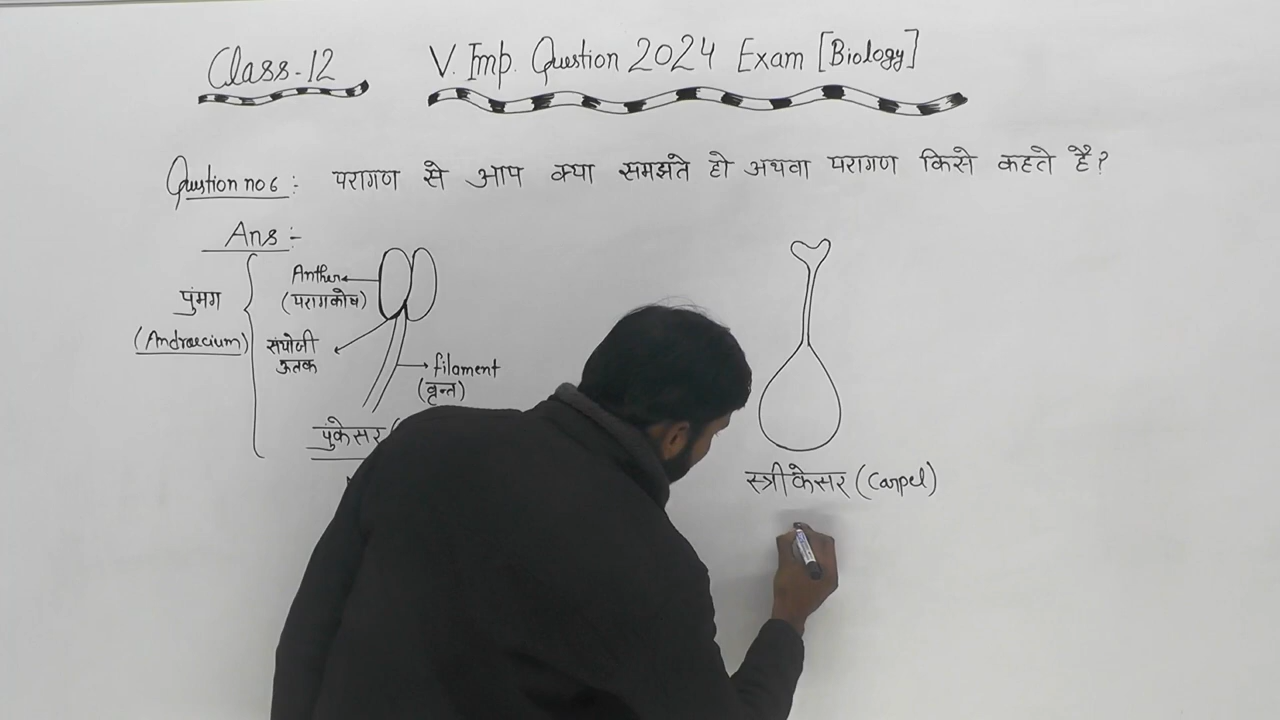 Class-12
V. Imp. Question 2024 Exam [Biology]
Question no 6 :- परागण से आप क्या समझते हो अथवा परागण किसे कहते है ?
Ans :-
पुंमग
(Andraecium)
Anther
(परागकोष)
संयोजी
ऊतक
filament
(वृन्त)
पुंकेसर (
स्त्रीकेसर (Carpel)